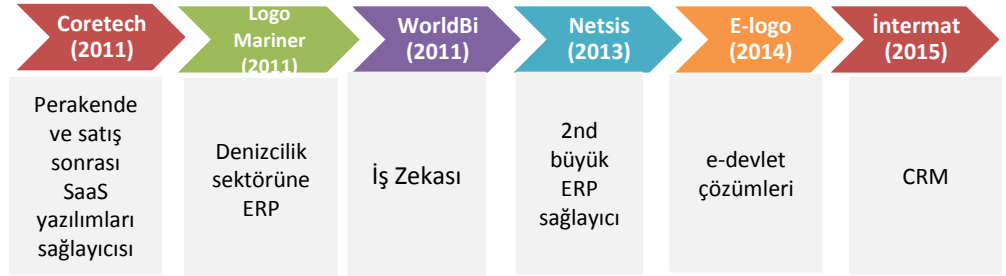 Coretech
(2011)
Logo
Mariner
(2011)
WorldBi
(2011)
Netsis
(2013)
E-logo
(2014)
İntermat
(2015)
Perakende
ve satış
sonrası
SaaS
yazılımları
sağlayıcısı
Denizcilik
sektörüne
ERP
İş Zekası
2nd
büyük
ERP
sağlayıcı
e-devlet
çözümleri
CRM